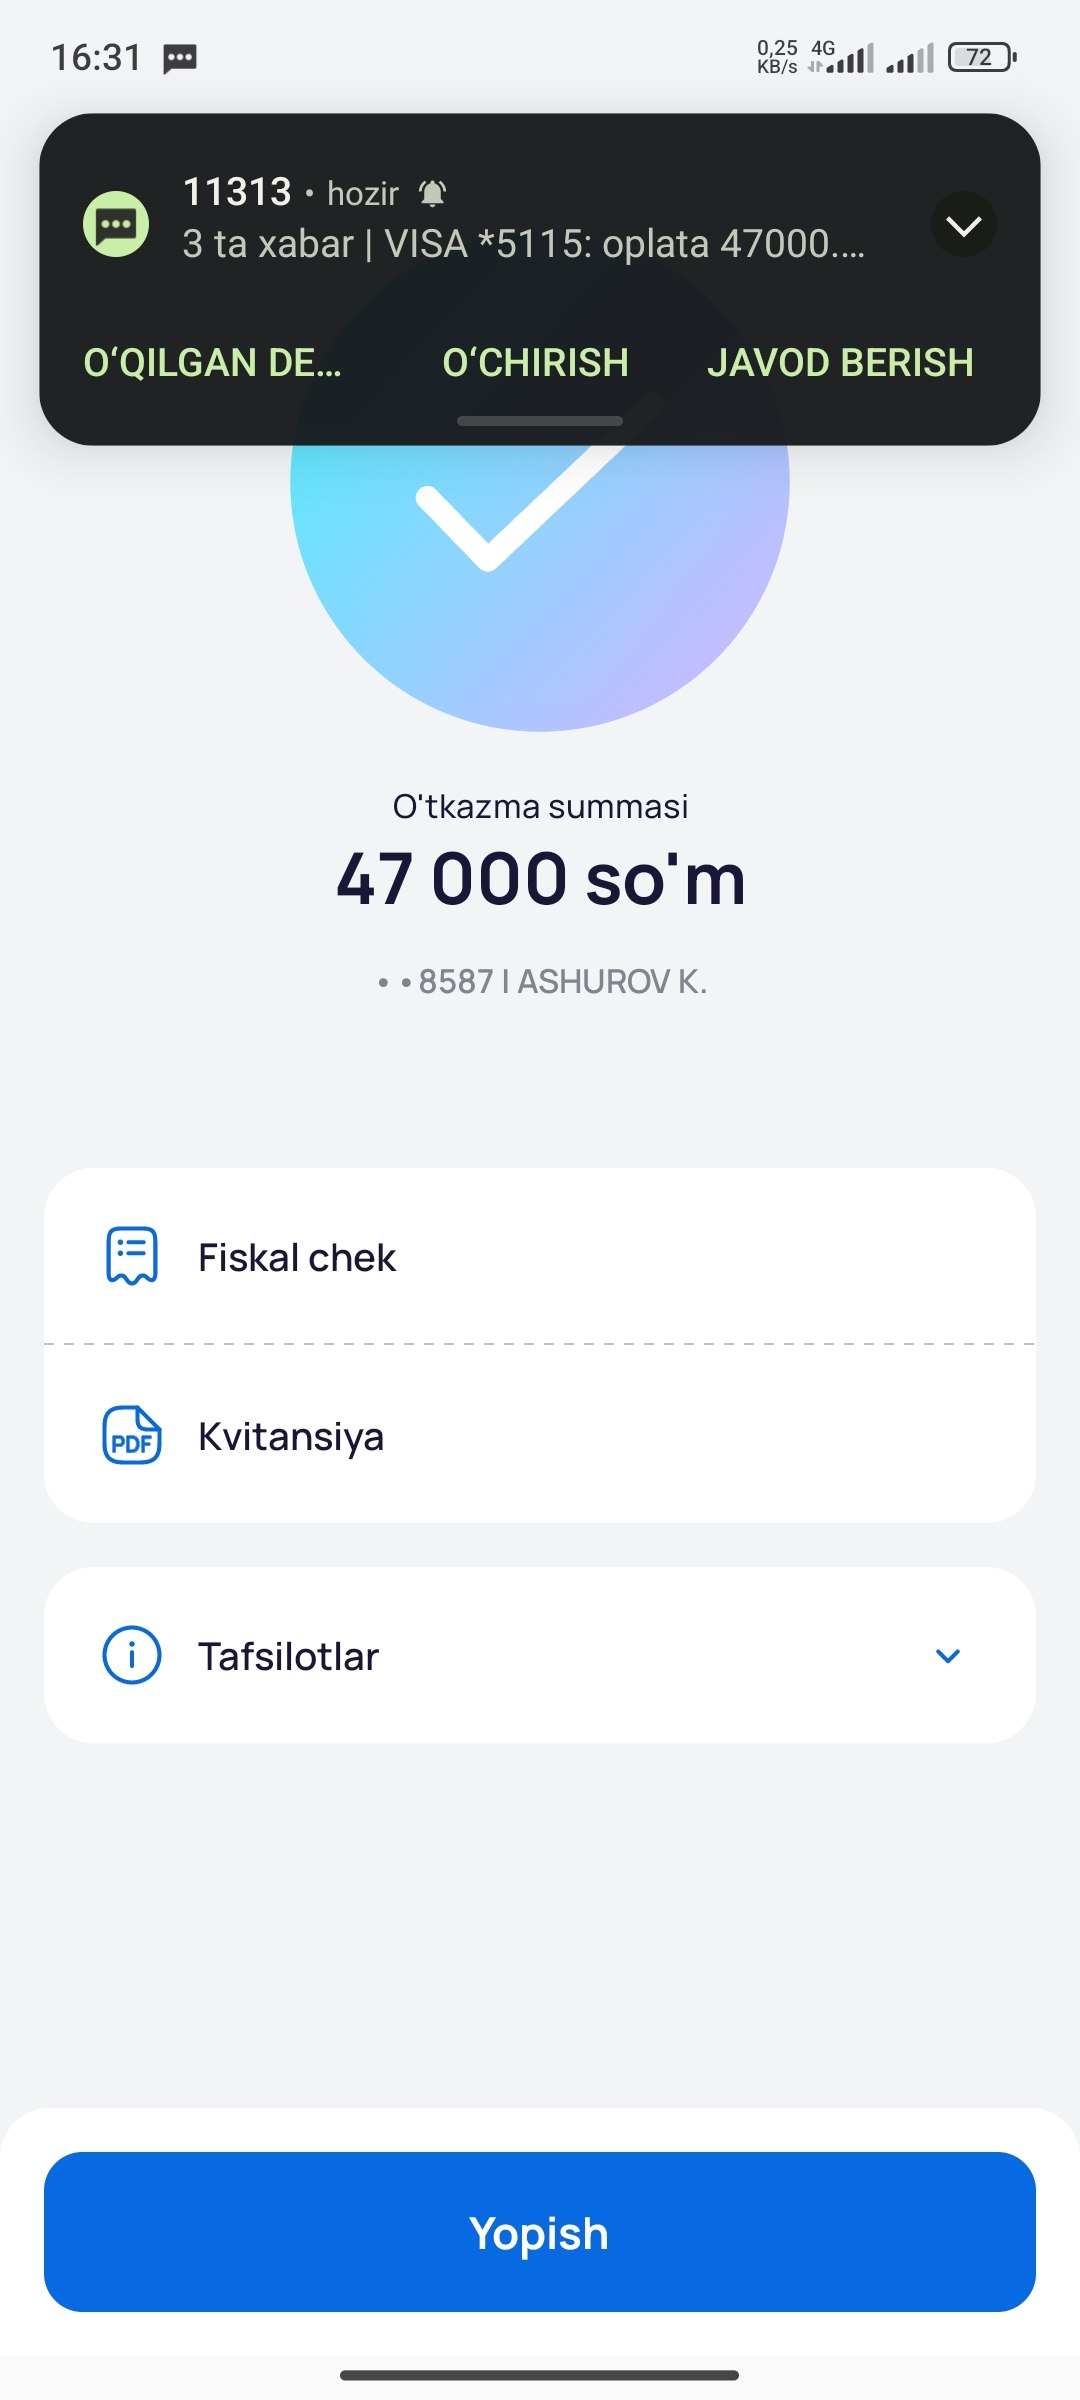 16:31
0,25 KB/s 4G 72
11313 • hozir
3 ta xabar | VISA *5115: oplata 47000....
O‘QILGAN DE... O‘CHIRISH JAVOD BERISH
O'tkazma summasi
47 000 so'm
• •8587 | ASHUROV K.
Fiskal chek
PDF Kvitansiya
Tafsilotlar
Yopish